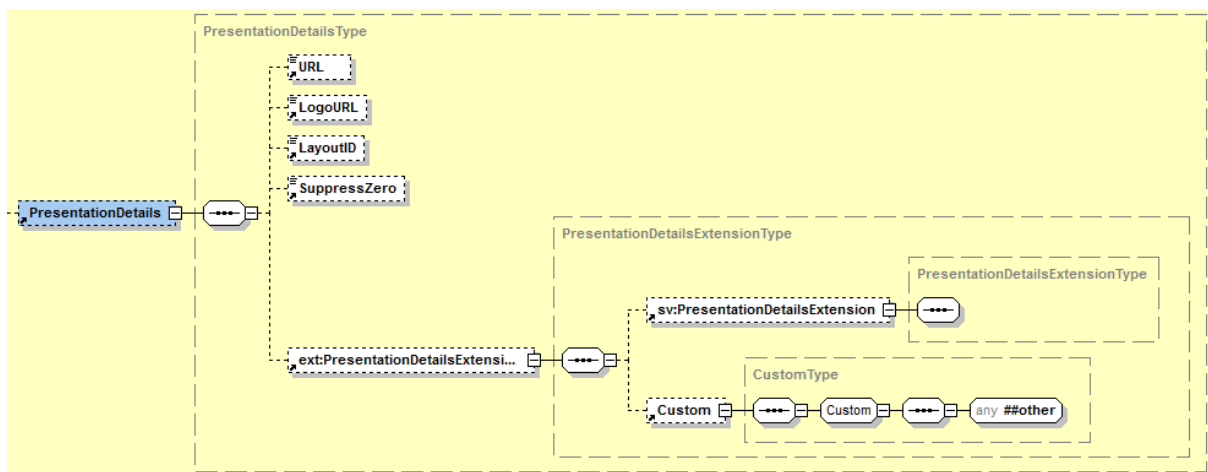 PresentationDetailsType
URL
LogoURL
LayoutID
SuppressZero
PresentationDetails
PresentationDetailsExtensionType
PresentationDetailsExtensionType
sv:PresentationDetailsExtension
ext:PresentationDetailsExtensi...
CustomType
Custom
Custom
any ##other